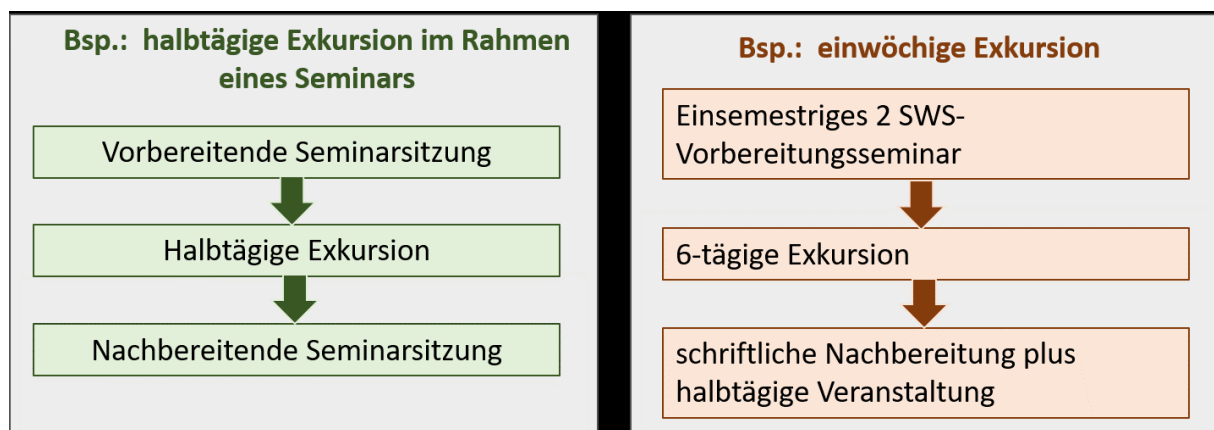 Bsp.: halbtägige Exkursion im Rahmen
eines Seminars
Vorbereitende Seminarsitzung
Halbtägige Exkursion
Nachbereitende Seminarsitzung
Bsp.: einwöchige Exkursion
Einsemestriges 2 SWS-
Vorbereitungsseminar
6-tägige Exkursion
schriftliche Nachbereitung plus
halbtägige Veranstaltung